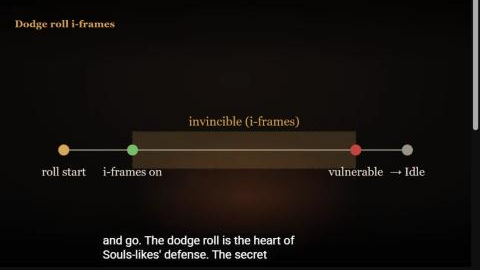 Dodge roll i-frames
invincible (i-frames)
roll start i-frames on vulnerable → Idle
and go. The dodge roll is the heart of
Souls-likes' defense. The secret